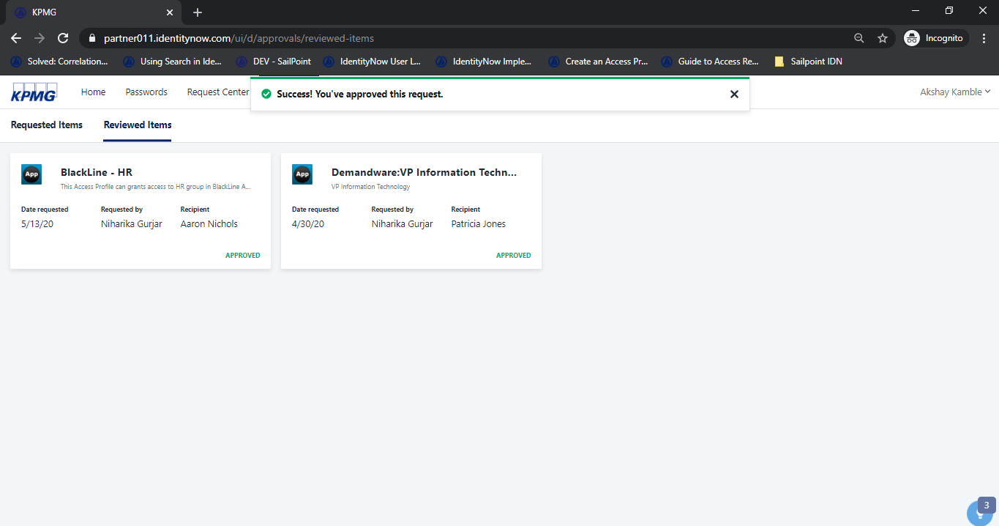 KPMG
partner011.identitynow.com/ui/d/approvals/reviewed-items
Incognito
Solved: Correlation... Using Search in Ide... DEV - SailPoint IdentityNow User L... IdentityNow Imple... Create an Access Pr... Guide to Access Re... Sailpoint IDN
KPMG Home Passwords Request Center Akshay Kamble
Success! You've approved this request.
Requested Items Reviewed Items
App BlackLine - HR
This Access Profile can grants access to HR group in BlackLine A...
Date requested Requested by Recipient
5/13/20 Niharika Gurjar Aaron Nichols
APPROVED
App Demandware:VP Information Techn...
VP Information Technology
Date requested Requested by Recipient
4/30/20 Niharika Gurjar Patricia Jones
APPROVED
3